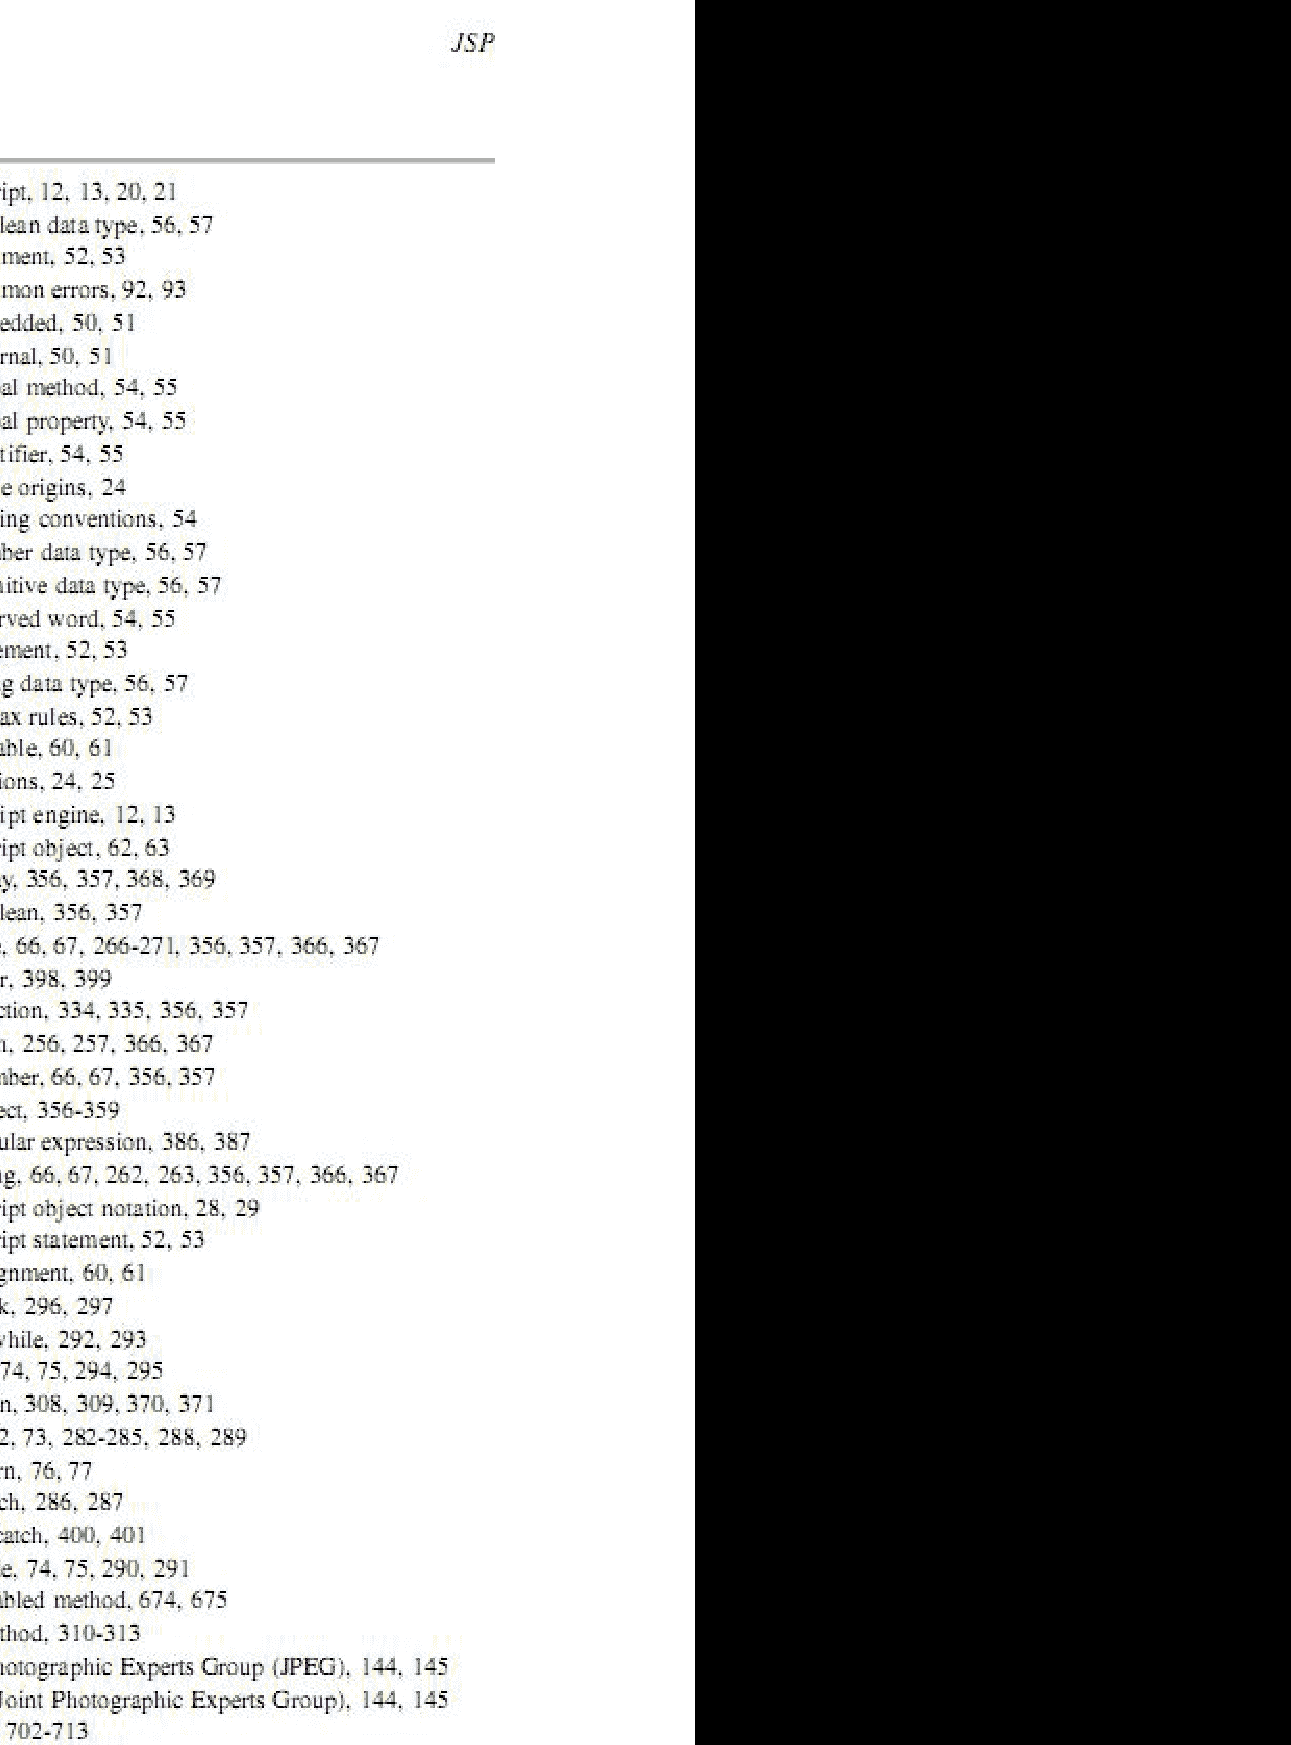 JSP
ript, 12, 13, 20, 21
lean data type, 56, 57
ment, 52, 53
mon errors, 92, 93
edded, 50, 51
rnal, 50, 51
al method, 54, 55
al property, 54, 55
tifier, 54, 55
e origins, 24
ing conventions, 54
ber data type, 56, 57
itive data type, 56, 57
rved word, 54, 55
ement, 52, 53
g data type, 56, 57
ax rules, 52, 53
able, 60, 61
ions, 24, 25
ipt engine, 12, 13
ript object, 62, 63
y, 356, 357, 368, 369
lean, 356, 357
, 66, 67, 266-271, 356, 357, 366, 367
r, 398, 399
ction, 334, 335, 356, 357
h, 256, 257, 366, 367
nber, 66, 67, 356, 357
ect, 356-359
ular expression, 386, 387
ng, 66, 67, 262, 263, 356, 357, 366, 367
ript object notation, 28, 29
ript statement, 52, 53
gnment, 60, 61
k, 296, 297
while, 292, 293
74, 75, 294, 295
n, 308, 309, 370, 371
2, 73, 282-285, 288, 289
rn, 76, 77
ch, 286, 287
catch, 400, 401
le, 74, 75, 290, 291
abled method, 674, 675
thod, 310-313
hotographic Experts Group (JPEG), 144, 145
Joint Photographic Experts Group), 144, 145
702-713